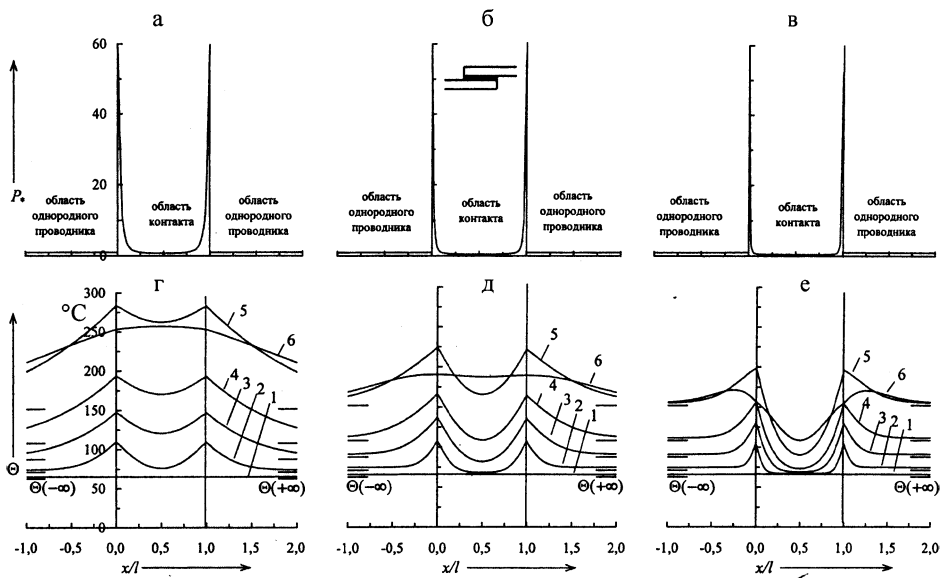 а б в
60
40
20
0
P*
область однородного проводника
область контакта
область однородного проводника
область однородного проводника
область контакта
область однородного проводника
область однородного проводника
область контакта
область однородного проводника
г д е
°C
300
250
200
150
100
50
0
Θ
5
6
4
3
2
1
Θ(-∞) Θ(+∞)
5
6
4
3
2
1
Θ(-∞) Θ(+∞)
5
6
4
3
2
1
Θ(-∞) Θ(+∞)
-1,0 -0,5 0,0 0,5 1,0 1,5 2,0
x/l
-1,0 -0,5 0,0 0,5 1,0 1,5 2,0
x/l
-1,0 -0,5 0,0 0,5 1,0 1,5 2,0
x/l